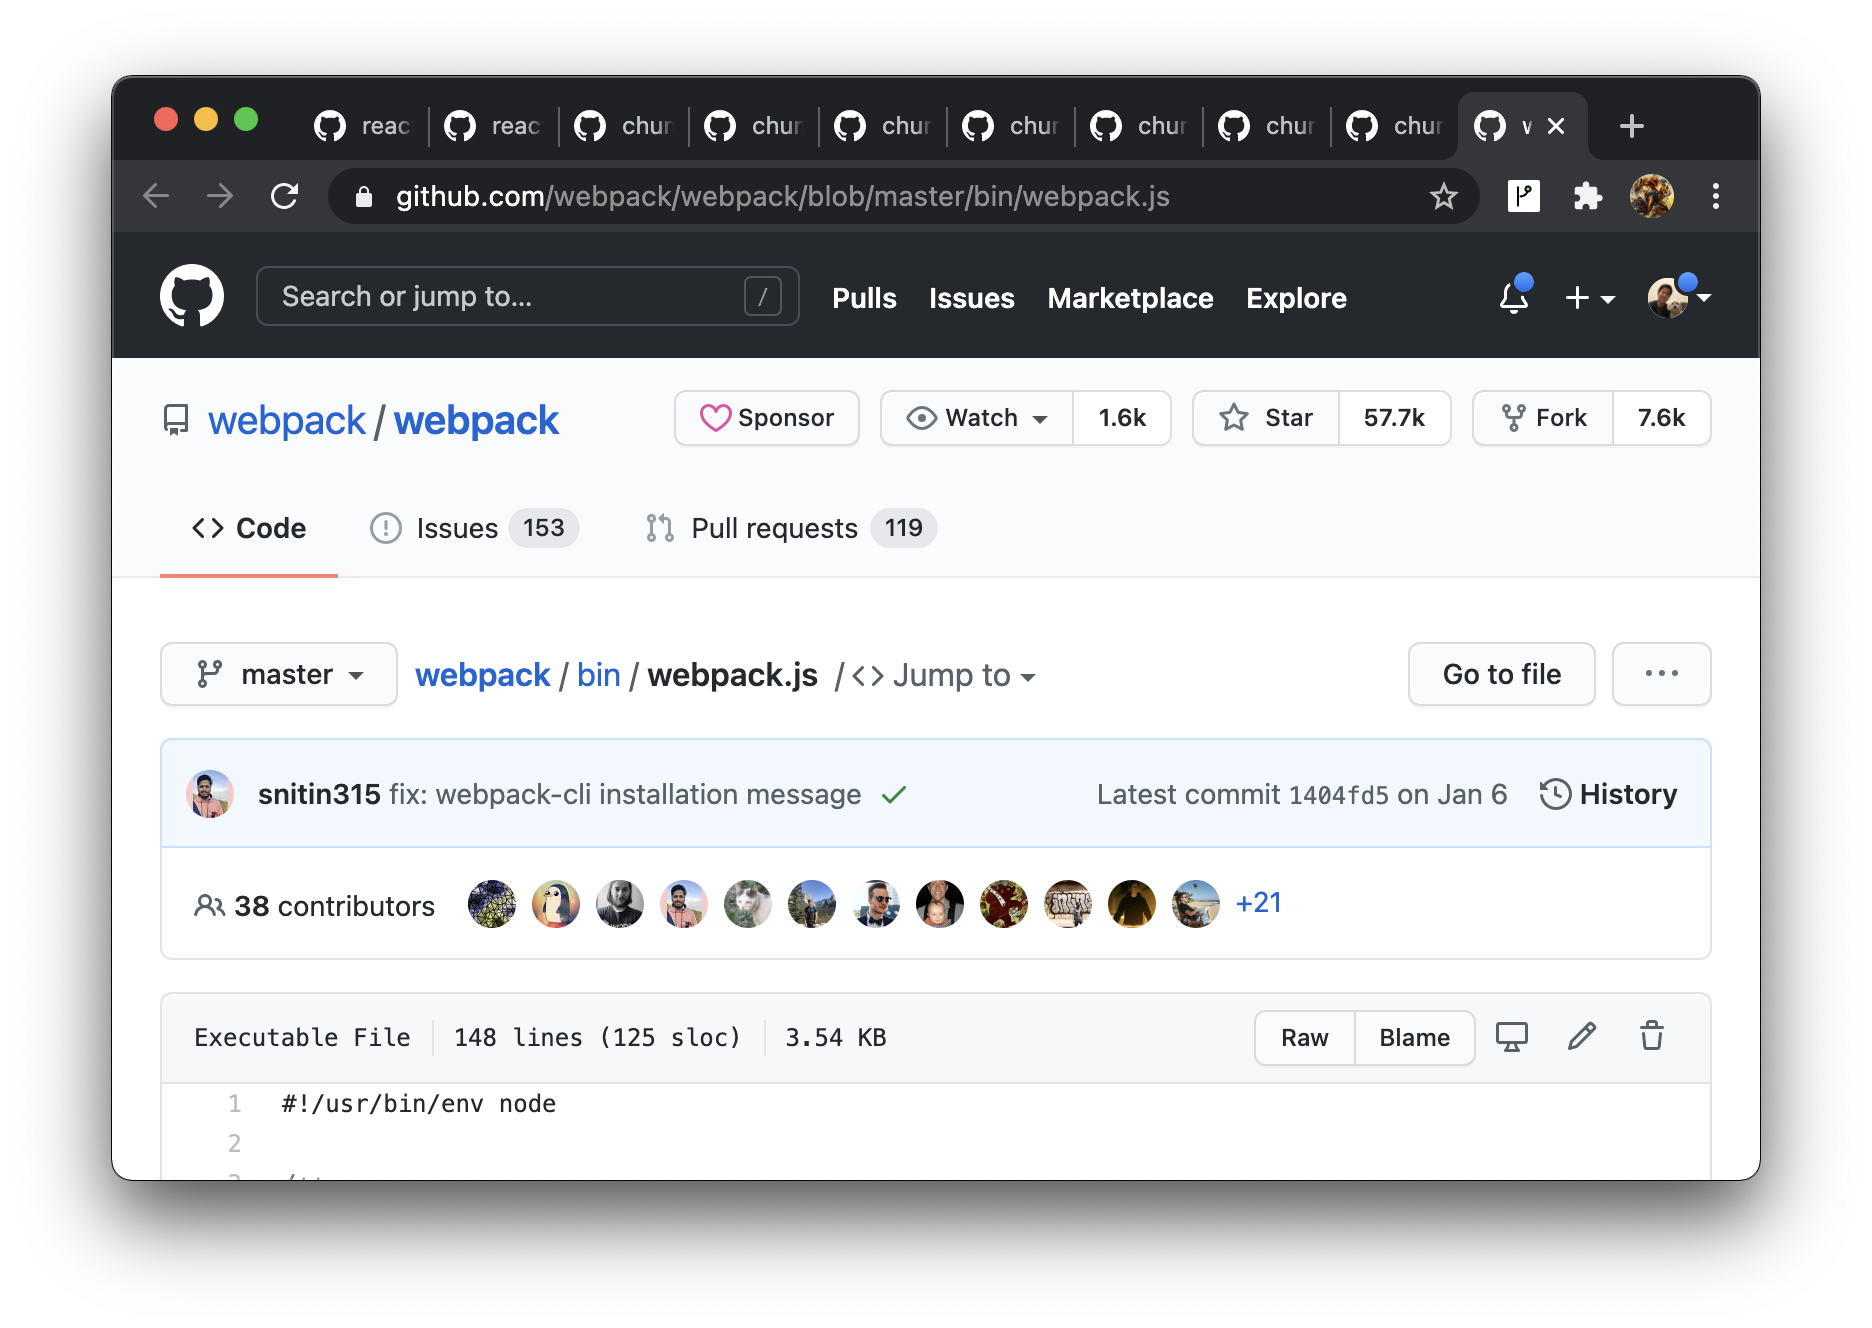 reac reac chur chur chur chur chur chur chur w
github.com/webpack/webpack/blob/master/bin/webpack.js
Search or jump to... / Pulls Issues Marketplace Explore
webpack / webpack Sponsor Watch 1.6k Star 57.7k Fork 7.6k
Code Issues 153 Pull requests 119
master webpack / bin / webpack.js / Jump to Go to file ...
snitin315 fix: webpack-cli installation message Latest commit 1404fd5 on Jan 6 History
38 contributors +21
Executable File 148 lines (125 sloc) 3.54 KB Raw Blame
1 #!/usr/bin/env node
2